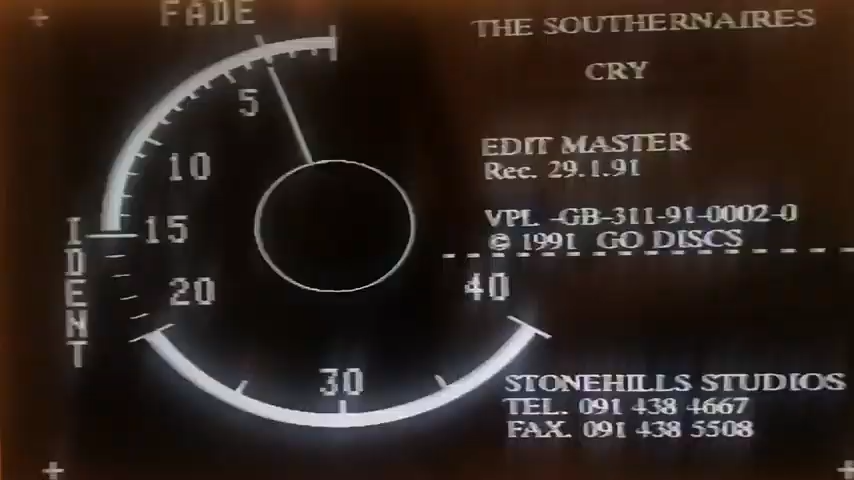 FADE
5
10
15
20
30
40
IDENT
THE SOUTHERNAIRES
CRY
EDIT MASTER
Rec. 29.1.91
VPL -GB-311-91-0002-0
© 1991 GO DISCS
STONEHILLS STUDIOS
TEL. 091 438 4667
FAX. 091 438 5508